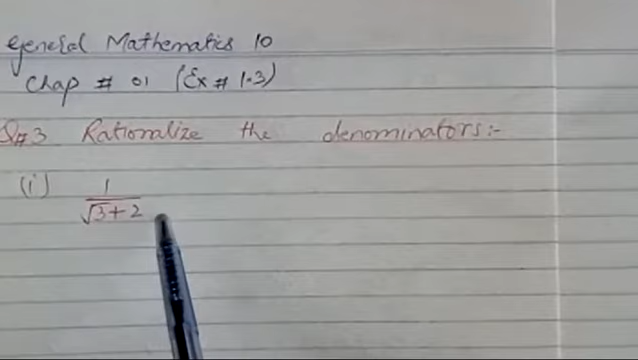 General Mathematics 10
Chap # 01 (Ex # 1.3)
Q#3 Rationalize the denominators:-
(i) 1/(√3+2)